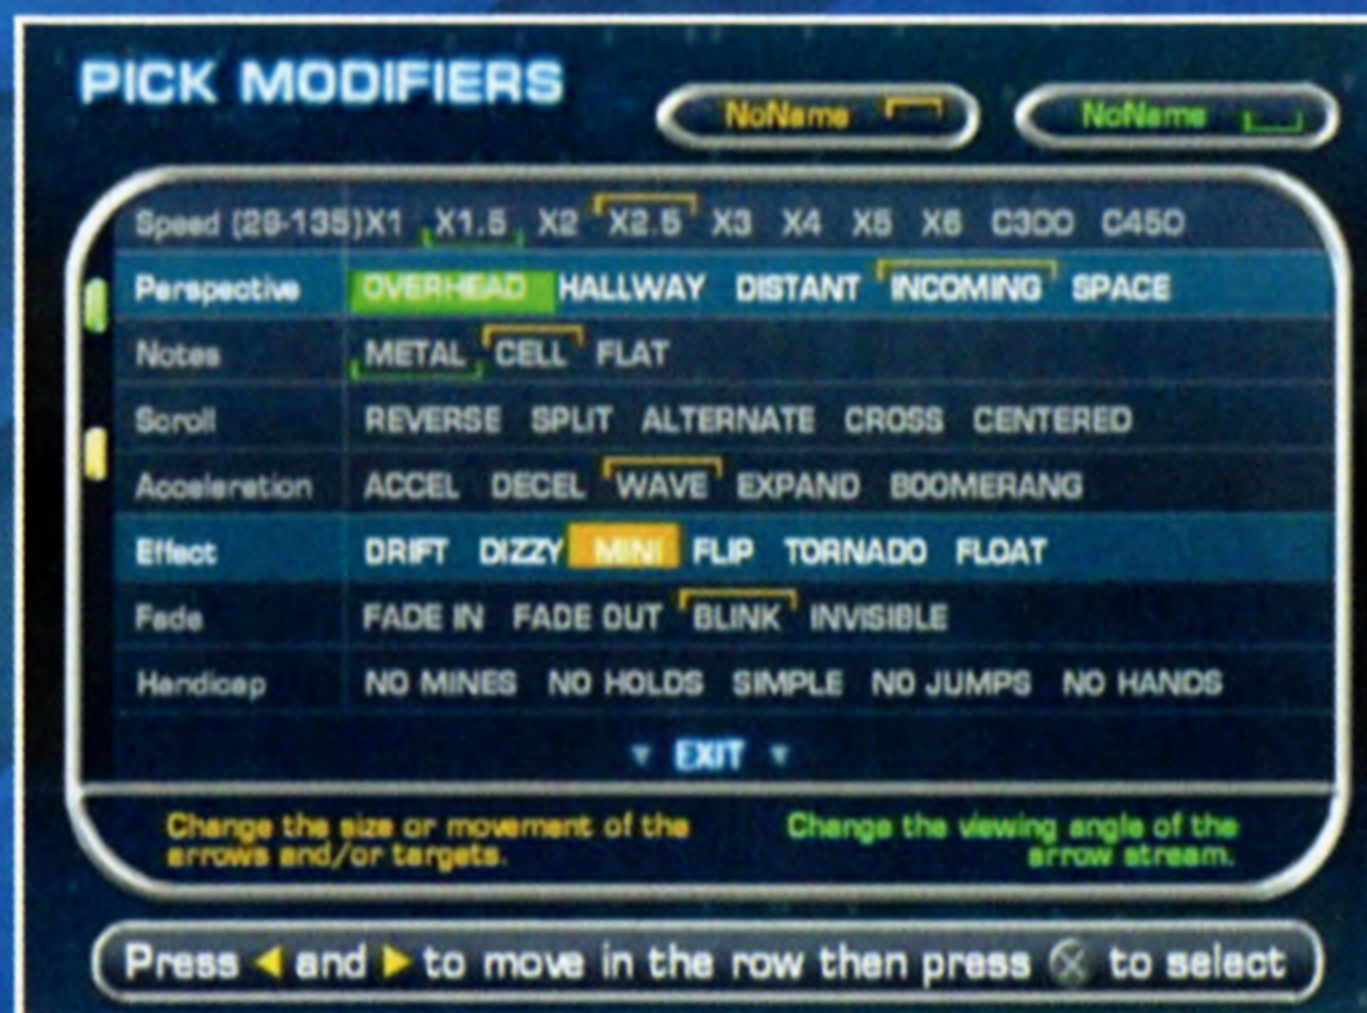 PICK MODIFIERS
NoName NoName
Speed (28-135) X1 X1.5 X2 X2.5 X3 X4 X5 X6 C300 C450
Perspective OVERHEAD HALLWAY DISTANT INCOMING SPACE
Notes METAL CELL FLAT
Scroll REVERSE SPLIT ALTERNATE CROSS CENTERED
Acceleration ACCEL DECEL WAVE EXPAND BOOMERANG
Effect DRIFT DIZZY MINI FLIP TORNADO FLOAT
Fade FADE IN FADE OUT BLINK INVISIBLE
Handicap NO MINES NO HOLDS SIMPLE NO JUMPS NO HANDS
EXIT
Change the size or movement of the
arrows and/or targets.
Change the viewing angle of the
arrow stream.
Press ◀ and ▶ to move in the row then press ⓧ to select